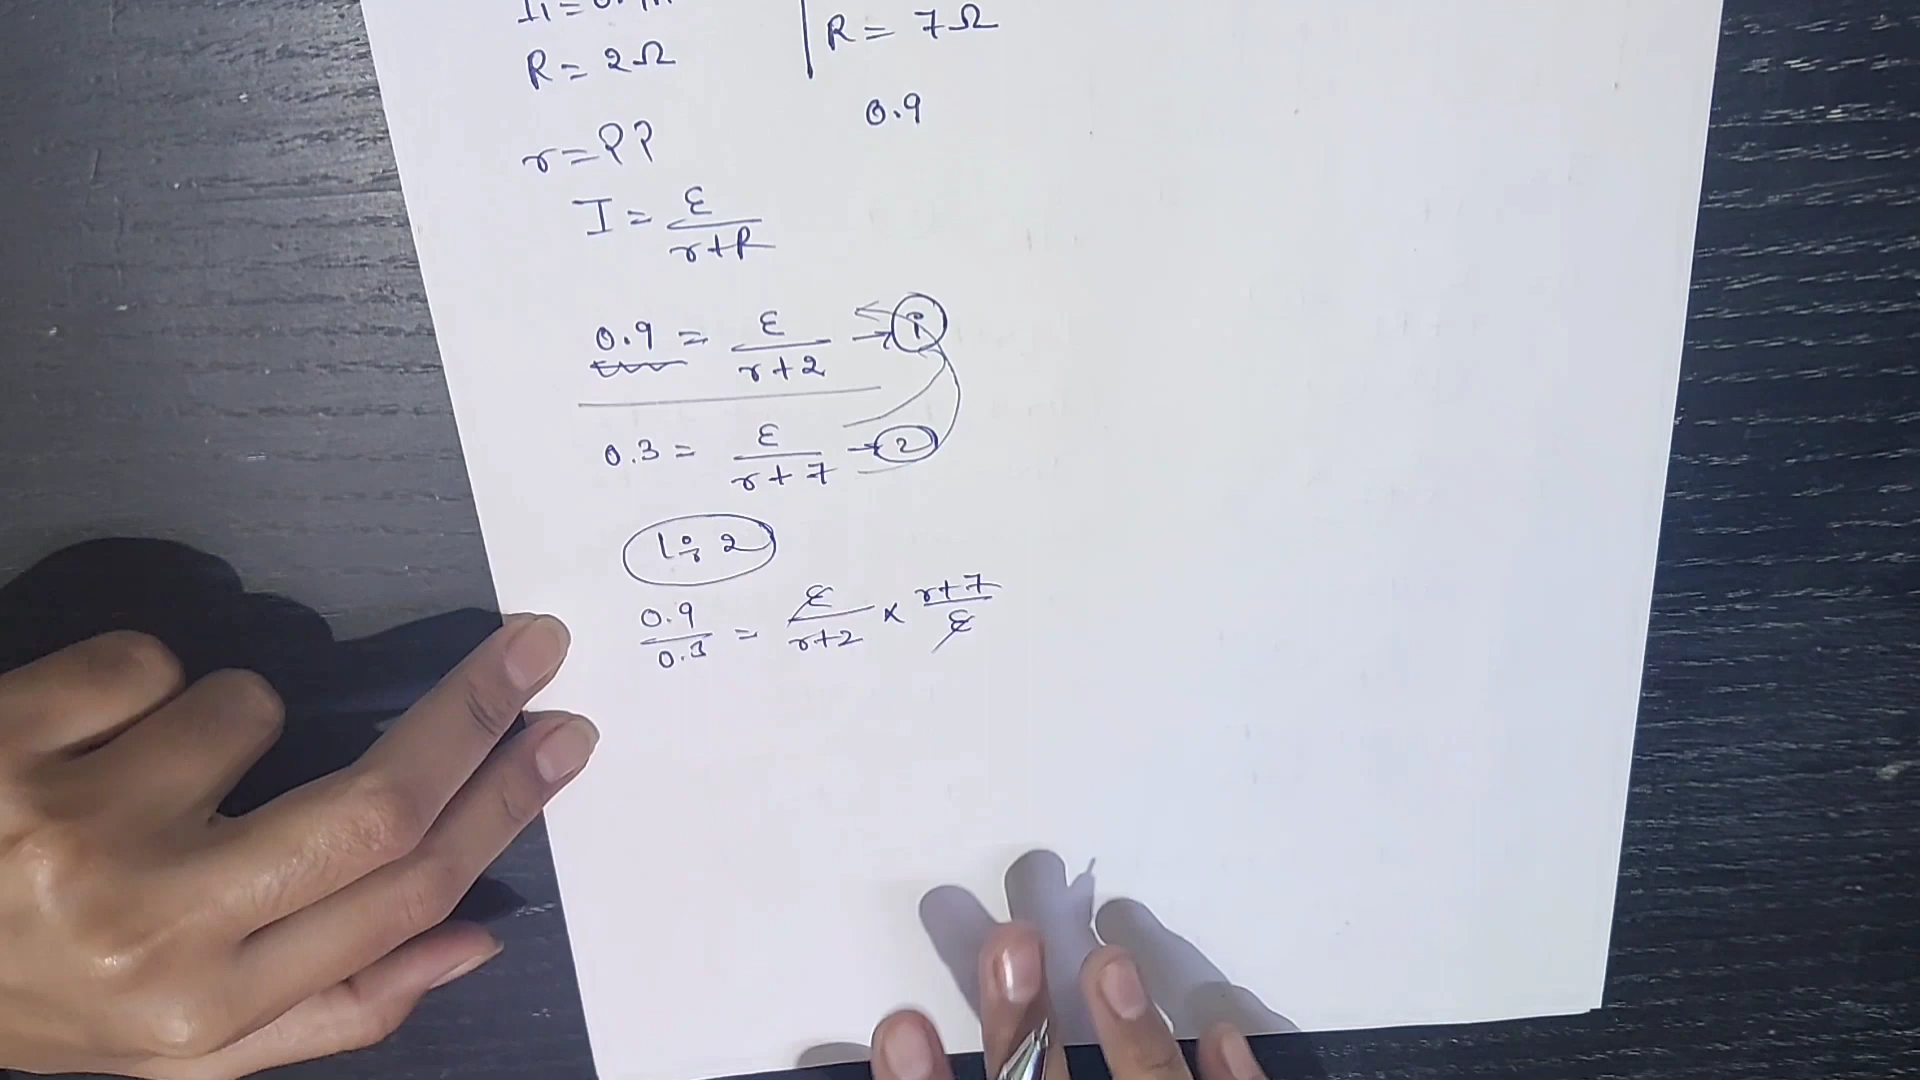 R = 2Ω
R = 7Ω
0.9
r = ??
I = ε / r+R
0.9 = ε / r+2 → 1
0.3 = ε / r+7 → 2
1 ÷ 2
0.9 / 0.3 = ε / r+2 × r+7 / ε